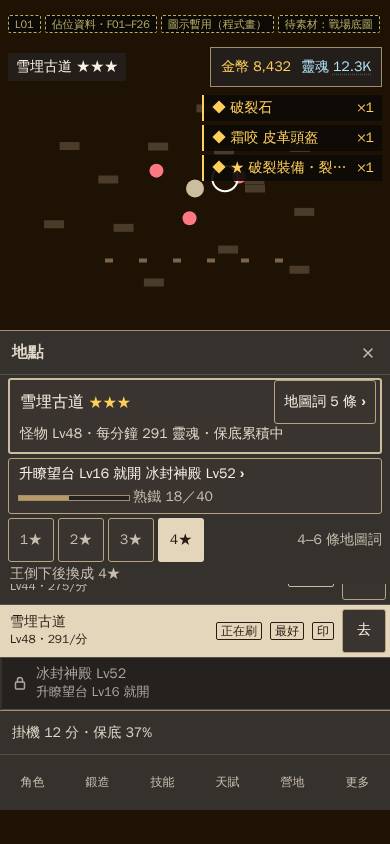 L01 佔位資料・F01–F26 圖示暫用（程式畫） 待素材：戰場底圖
雪埋古道 ★★★
金幣 8,432 靈魂 12.3K
◆ 破裂石 ×1
◆ 霜咬 皮革頭盔 ×1
◆ ★ 破裂裝備・裂⋯ ×1
地點 ×
雪埋古道 ★★★
地圖詞 5 條 ›
怪物 Lv48・每分鐘 291 靈魂・保底累積中
升瞭望台 Lv16 就開 冰封神殿 Lv52 ›
熟鐵 18／40
1★ 2★ 3★ 4★ 4–6 條地圖詞
王倒下後換成 4★
Lv44・275/分
雪埋古道
Lv48・291/分
正在刷 最好 印 去
冰封神殿 Lv52
升瞭望台 Lv16 就開
掛機 12 分・保底 37%
角色 鍛造 技能 天賦 營地 更多